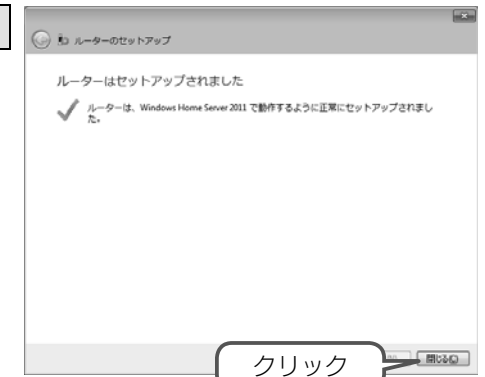 ルーターのセットアップ
ルーターはセットアップされました
ルーターは、Windows Home Server 2011 で動作するように正常にセットアップされまし
た。
閉じる(C)
クリック